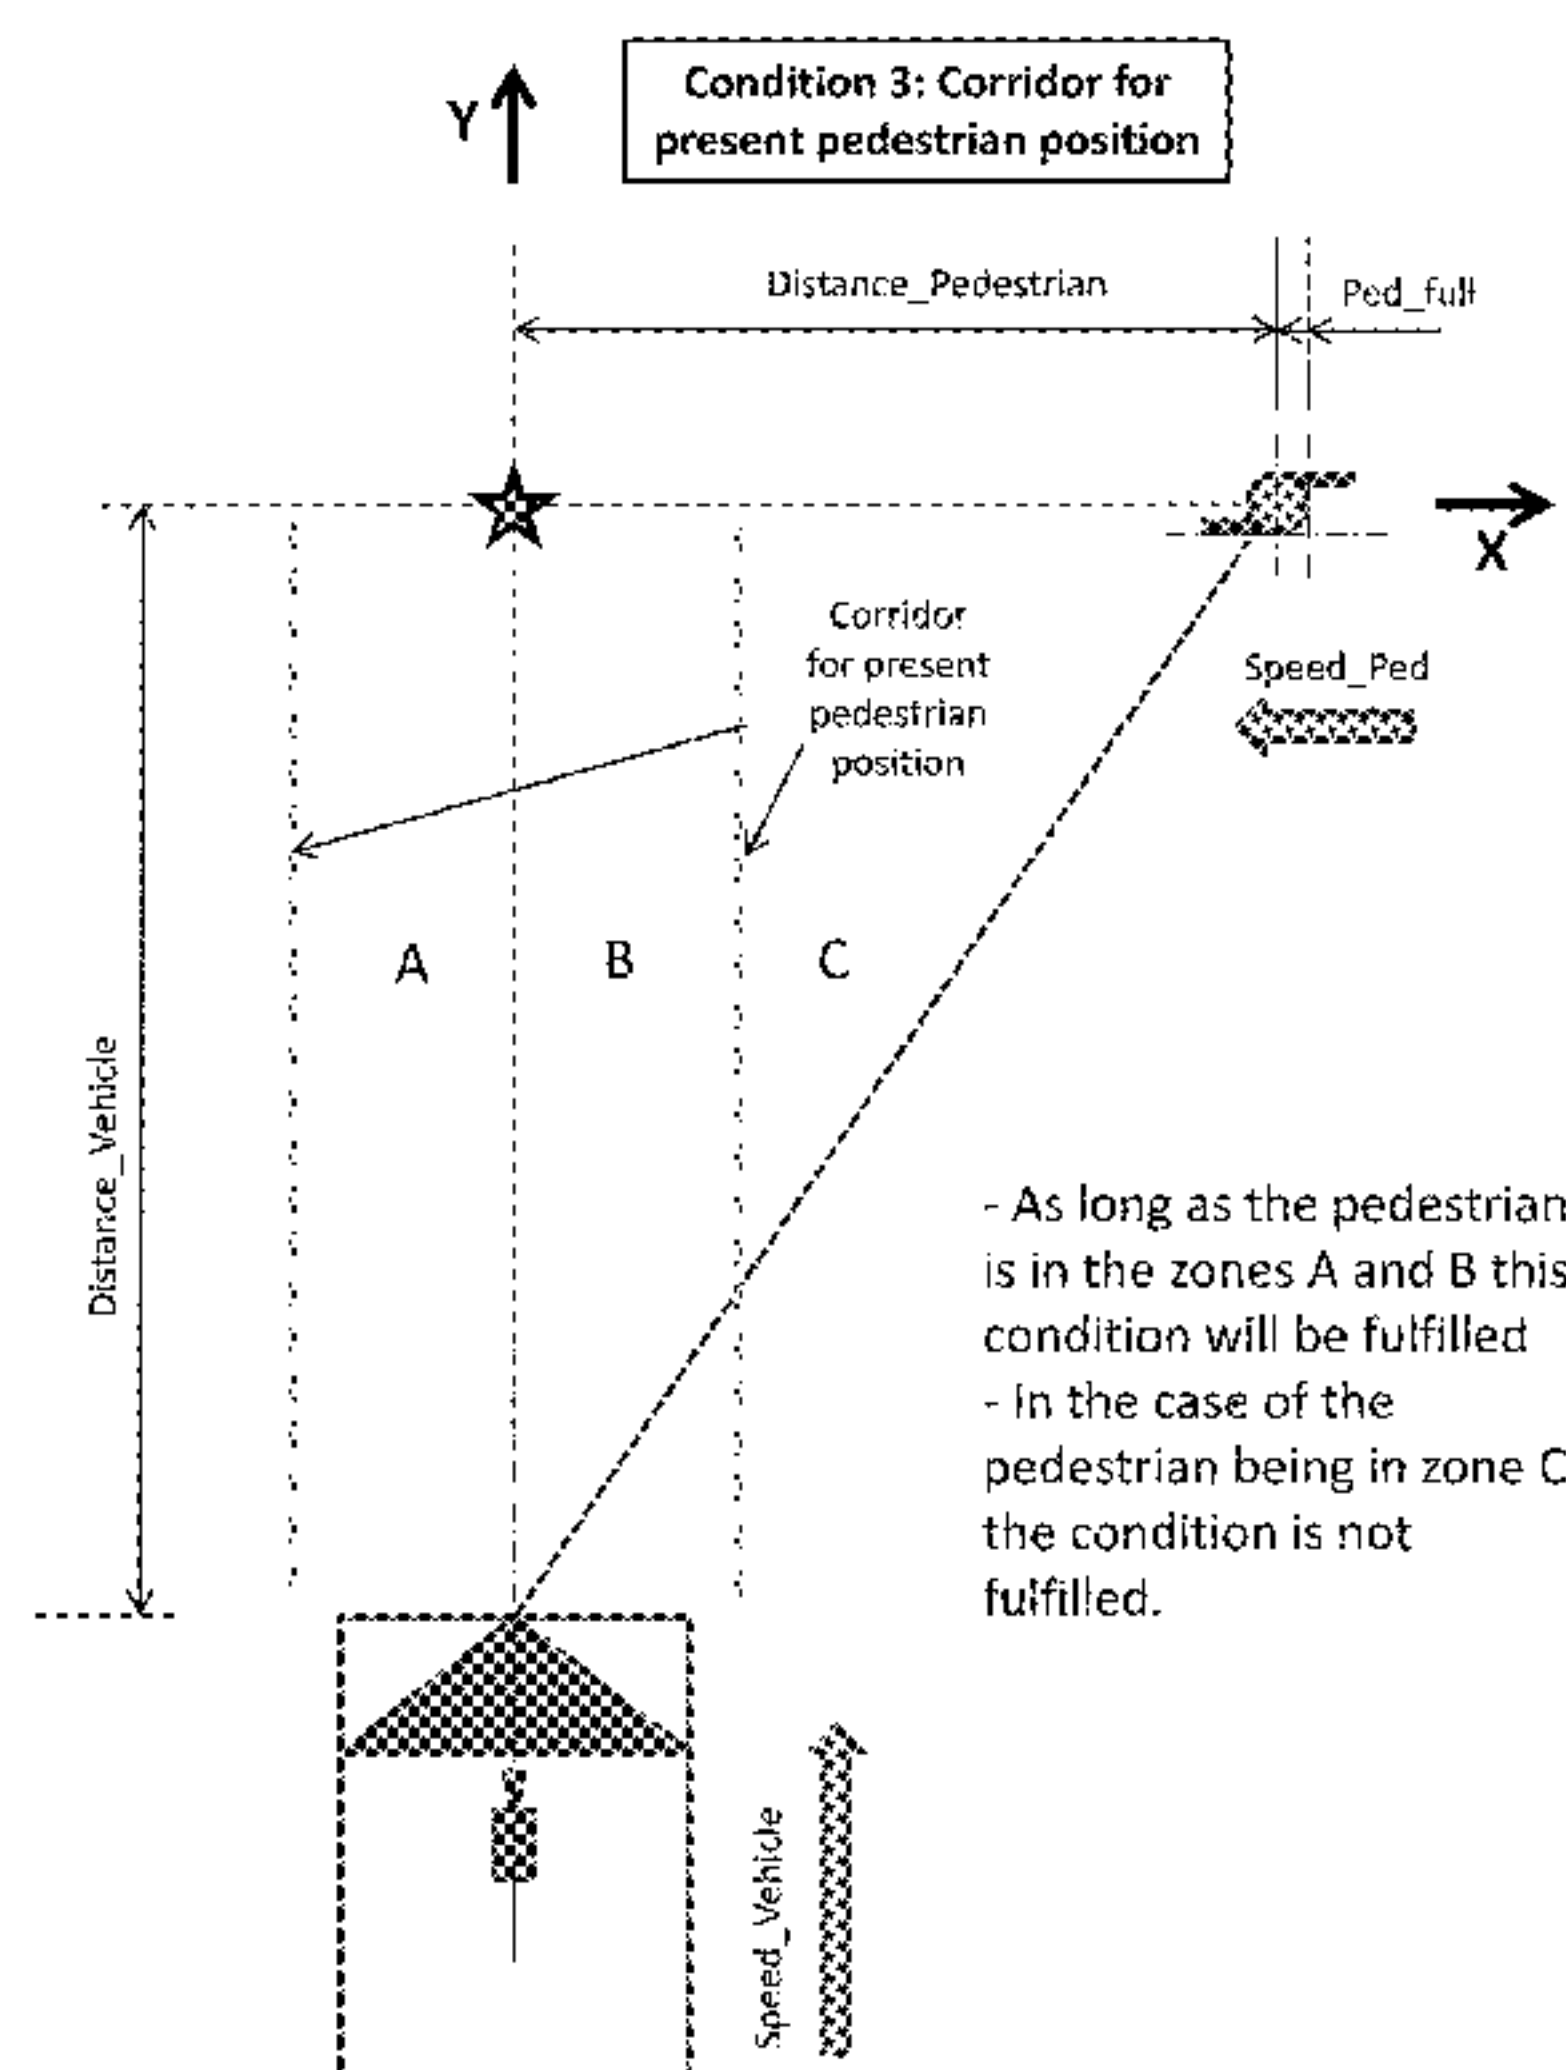 Condition 3: Corridor for
present pedestrian position
Y
Distance_Pedestrian
Ped_full
X
Corridor
for present
pedestrian
position
Speed_Ped
A
B
C
Distance_Vehicle
- As long as the pedestrian
is in the zones A and B this
condition will be fulfilled
- In the case of the
pedestrian being in zone C
the condition is not
fulfilled.
Speed_Vehicle